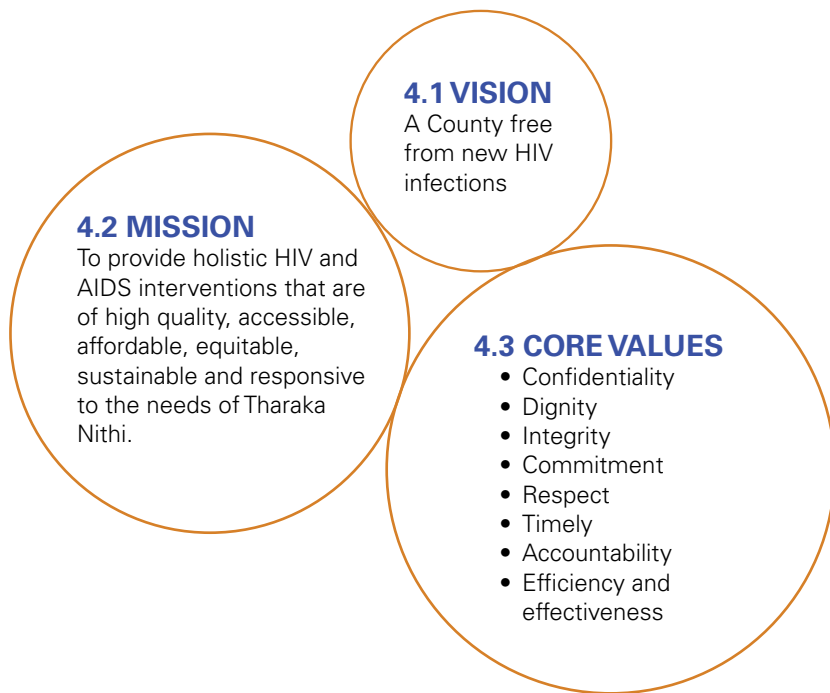 4.1 VISION
A County free
from new HIV
infections
4.2 MISSION
To provide holistic HIV and
AIDS interventions that are
of high quality, accessible,
affordable, equitable,
sustainable and responsive
to the needs of Tharaka
Nithi.
4.3 CORE VALUES
• Confidentiality
• Dignity
• Integrity
• Commitment
• Respect
• Timely
• Accountability
• Efficiency and
effectiveness